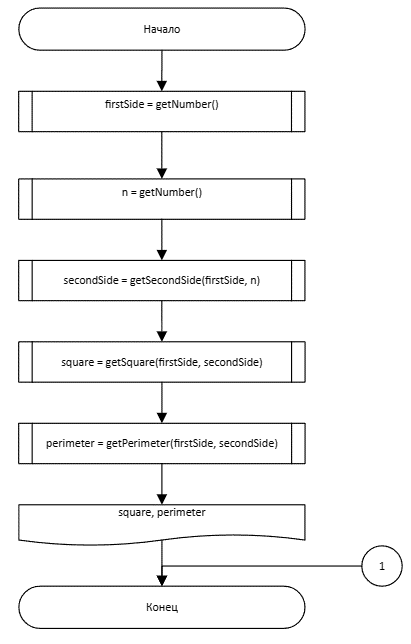 Начало
firstSide = getNumber()
n = getNumber()
secondSide = getSecondSide(firstSide, n)
square = getSquare(firstSide, secondSide)
perimeter = getPerimeter(firstSide, secondSide)
square, perimeter
1
Конец